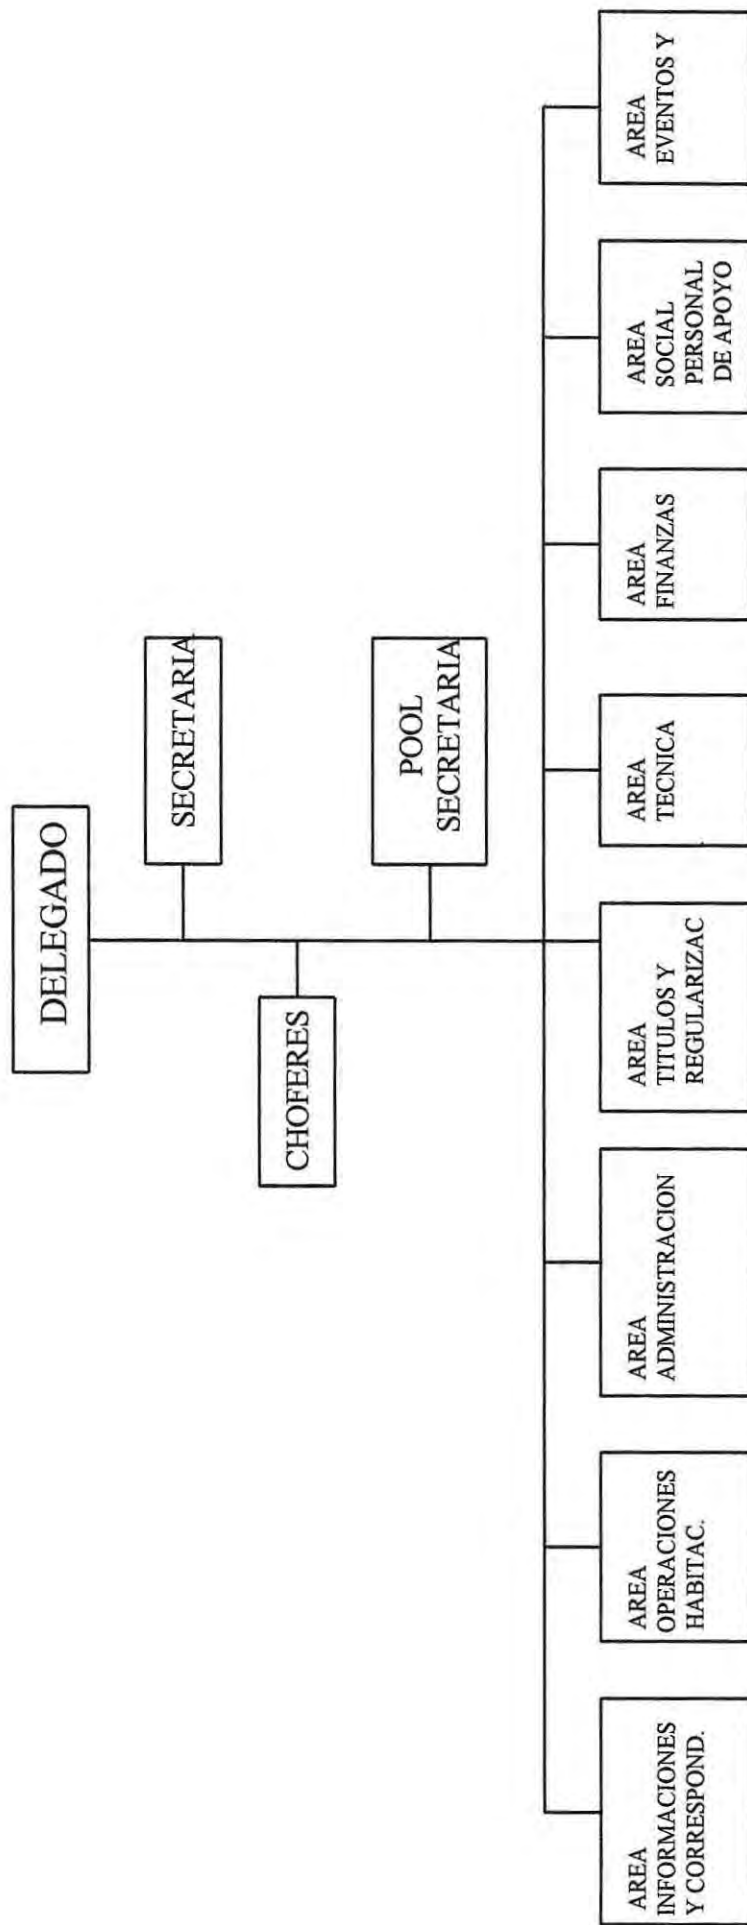 DELEGADO
SECRETARIA
CHOFERES
POOL
SECRETARIA
AREA
INFORMACIONES
Y CORRESPOND.
AREA
OPERACIONES
HABITAC.
AREA
ADMINISTRACION
AREA
TITULOS Y
REGULARIZAC
AREA
TECNICA
AREA
FINANZAS
AREA
SOCIAL
PERSONAL
DE APOYO
AREA
EVENTOS Y